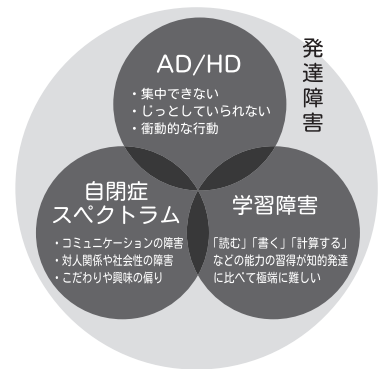 発達障害
AD/HD
・集中できない
・じっとしていられない
・衝動的な行動
自閉症
スペクトラム
・コミュニケーションの障害
・対人関係や社会性の障害
・こだわりや興味の偏り
学習障害
「読む」「書く」「計算する」
などの能力の習得が知的発達
に比べて極端に難しい